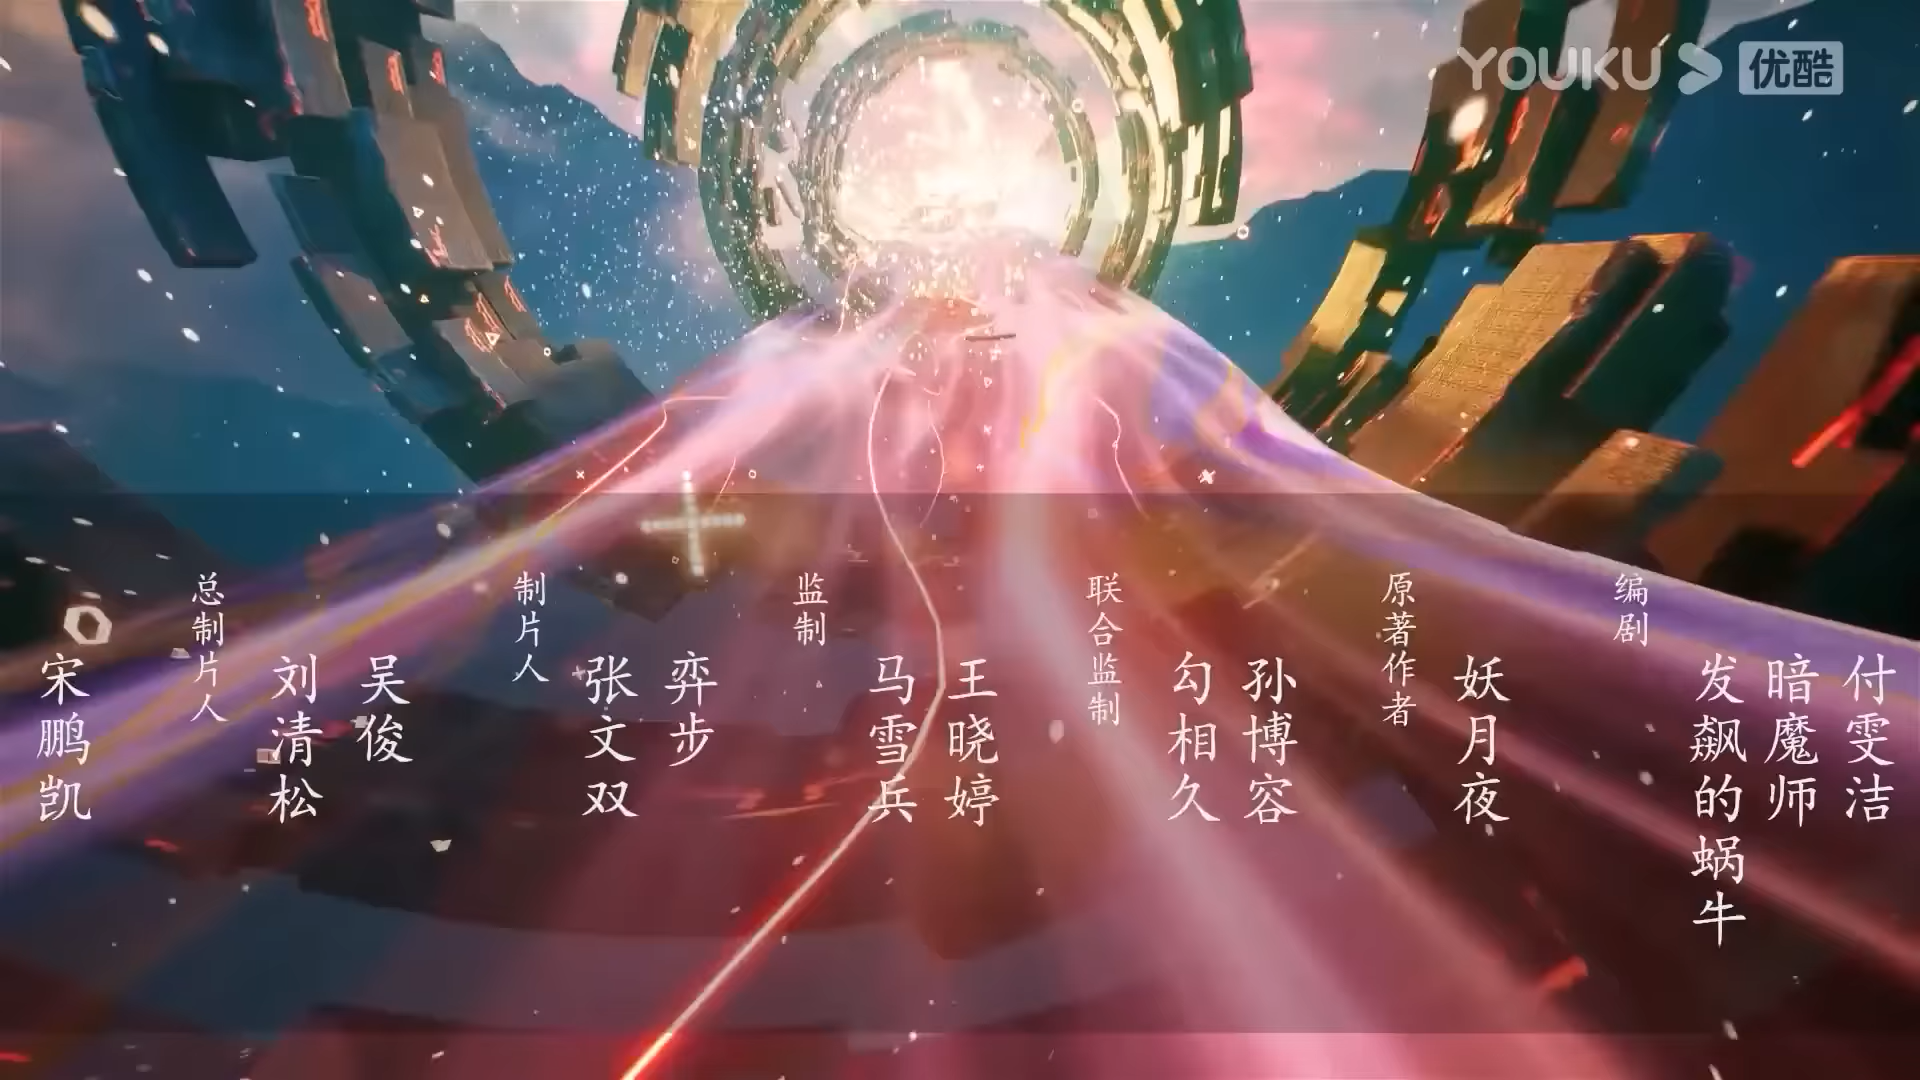 YOUKU 优酷
宋鹏凯
总制片人
刘清松
吴俊
制片人
张文双
弈步
监制
马雪兵
王晓婷
联合监制
勾相久
孙博容
原著作者
妖月夜
编剧
发飙的蜗牛
暗魔师
付雯洁